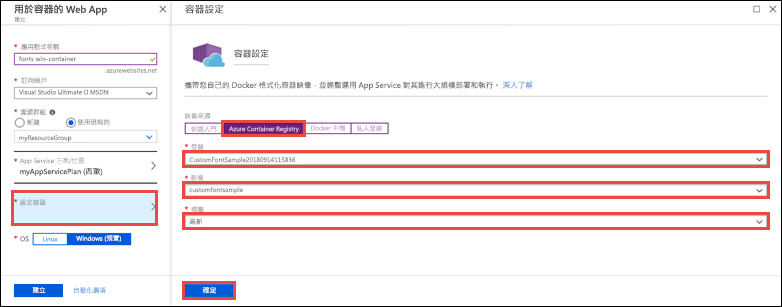 用於容器的 Web App
建立
* 應用程式名稱
fonts win-container
.azurewebsites.net
* 訂用帳戶
Visual Studio Ultimate 與 MSDN
* 資源群組
新建
使用現有的
myResourceGroup
* App Service 方案/位置
myAppServicePlan (西歐)
* 設定容器
* OS
Linux
Windows (預覽)
建立
自動化選項
容器設定
容器設定
攜帶您自己的 Docker 格式化容器映像，並輕鬆運用 App Service 對其進行大規模部署和執行。 深入了解
映像來源
快速入門
Azure Container Registry
Docker 中樞
私人登錄
* 登錄
CustomFontSample20180914115836
* 映像
customfontsample
* 標籤
最新
確定